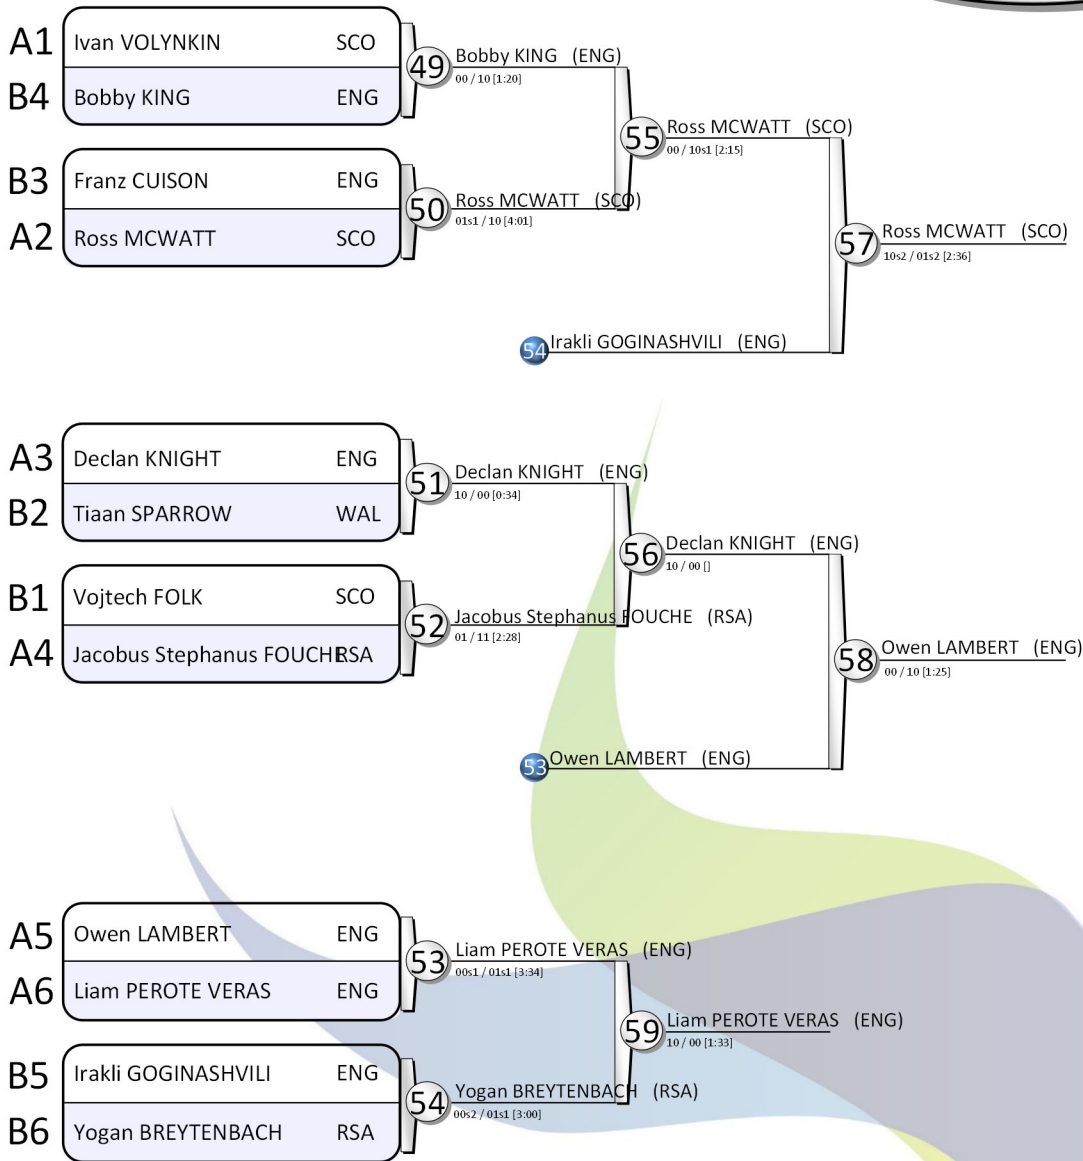 A1 Ivan VOLYNKIN SCO
B4 Bobby KING ENG
49 Bobby KING (ENG)
00 / 10 [1:20]
55 Ross MCWATT (SCO)
00 / 10s1 [2:15]
B3 Franz CUISON ENG
A2 Ross MCWATT SCO
50 Ross MCWATT (SCO)
01s1 / 10 [4:01]
57 Ross MCWATT (SCO)
10s2 / 01s2 [2:36]
54 Irakli GOGINASHVILI (ENG)
A3 Declan KNIGHT ENG
B2 Tiaan SPARROW WAL
51 Declan KNIGHT (ENG)
10 / 00 [0:34]
56 Declan KNIGHT (ENG)
10 / 00 []
B1 Vojtech FOLK SCO
A4 Jacobus Stephanus FOUCHE RSA
52 Jacobus Stephanus FOUCHE (RSA)
01 / 11 [2:28]
58 Owen LAMBERT (ENG)
00 / 10 [1:25]
53 Owen LAMBERT (ENG)
A5 Owen LAMBERT ENG
A6 Liam PEROTE VERAS ENG
53 Liam PEROTE VERAS (ENG)
00s1 / 01s1 [3:34]
59 Liam PEROTE VERAS (ENG)
10 / 00 [1:33]
B5 Irakli GOGINASHVILI ENG
B6 Yogan BREYTENBACH RSA
54 Yogan BREYTENBACH (RSA)
00s2 / 01s1 [3:00]